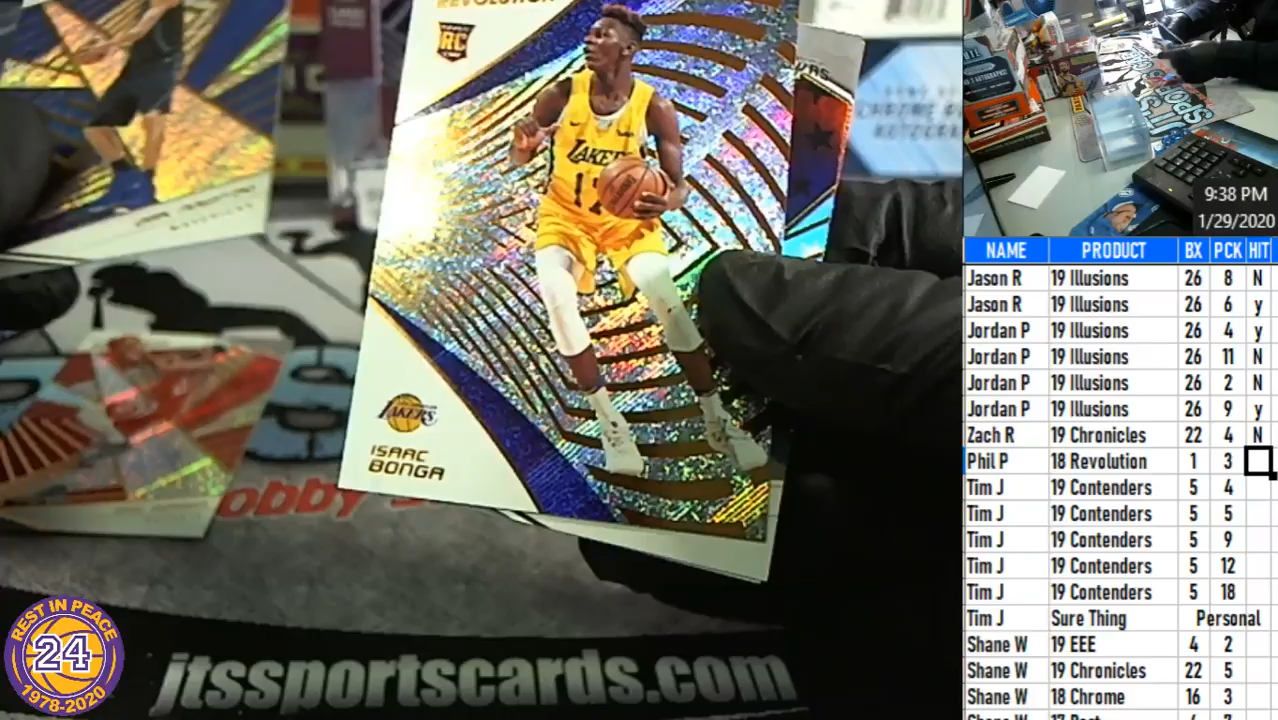 REVOLUTION
RC
LAKERS
11
LAKERS
ISAAC
BONGA
jtssportscards.com
REST IN PEACE
24
1978-2020
9:38 PM
1/29/2020
NAME PRODUCT BX PCK HIT
Jason R 19 Illusions 26 8 N
Jason R 19 Illusions 26 6 y
Jordan P 19 Illusions 26 4 y
Jordan P 19 Illusions 26 11 N
Jordan P 19 Illusions 26 2 N
Jordan P 19 Illusions 26 9 y
Zach R 19 Chronicles 22 4 N
Phil P 18 Revolution 1 3
Tim J 19 Contenders 5 4
Tim J 19 Contenders 5 5
Tim J 19 Contenders 5 9
Tim J 19 Contenders 5 12
Tim J 19 Contenders 5 18
Tim J Sure Thing Personal
Shane W 19 EEE 4 2
Shane W 19 Chronicles 22 5
Shane W 18 Chrome 16 3